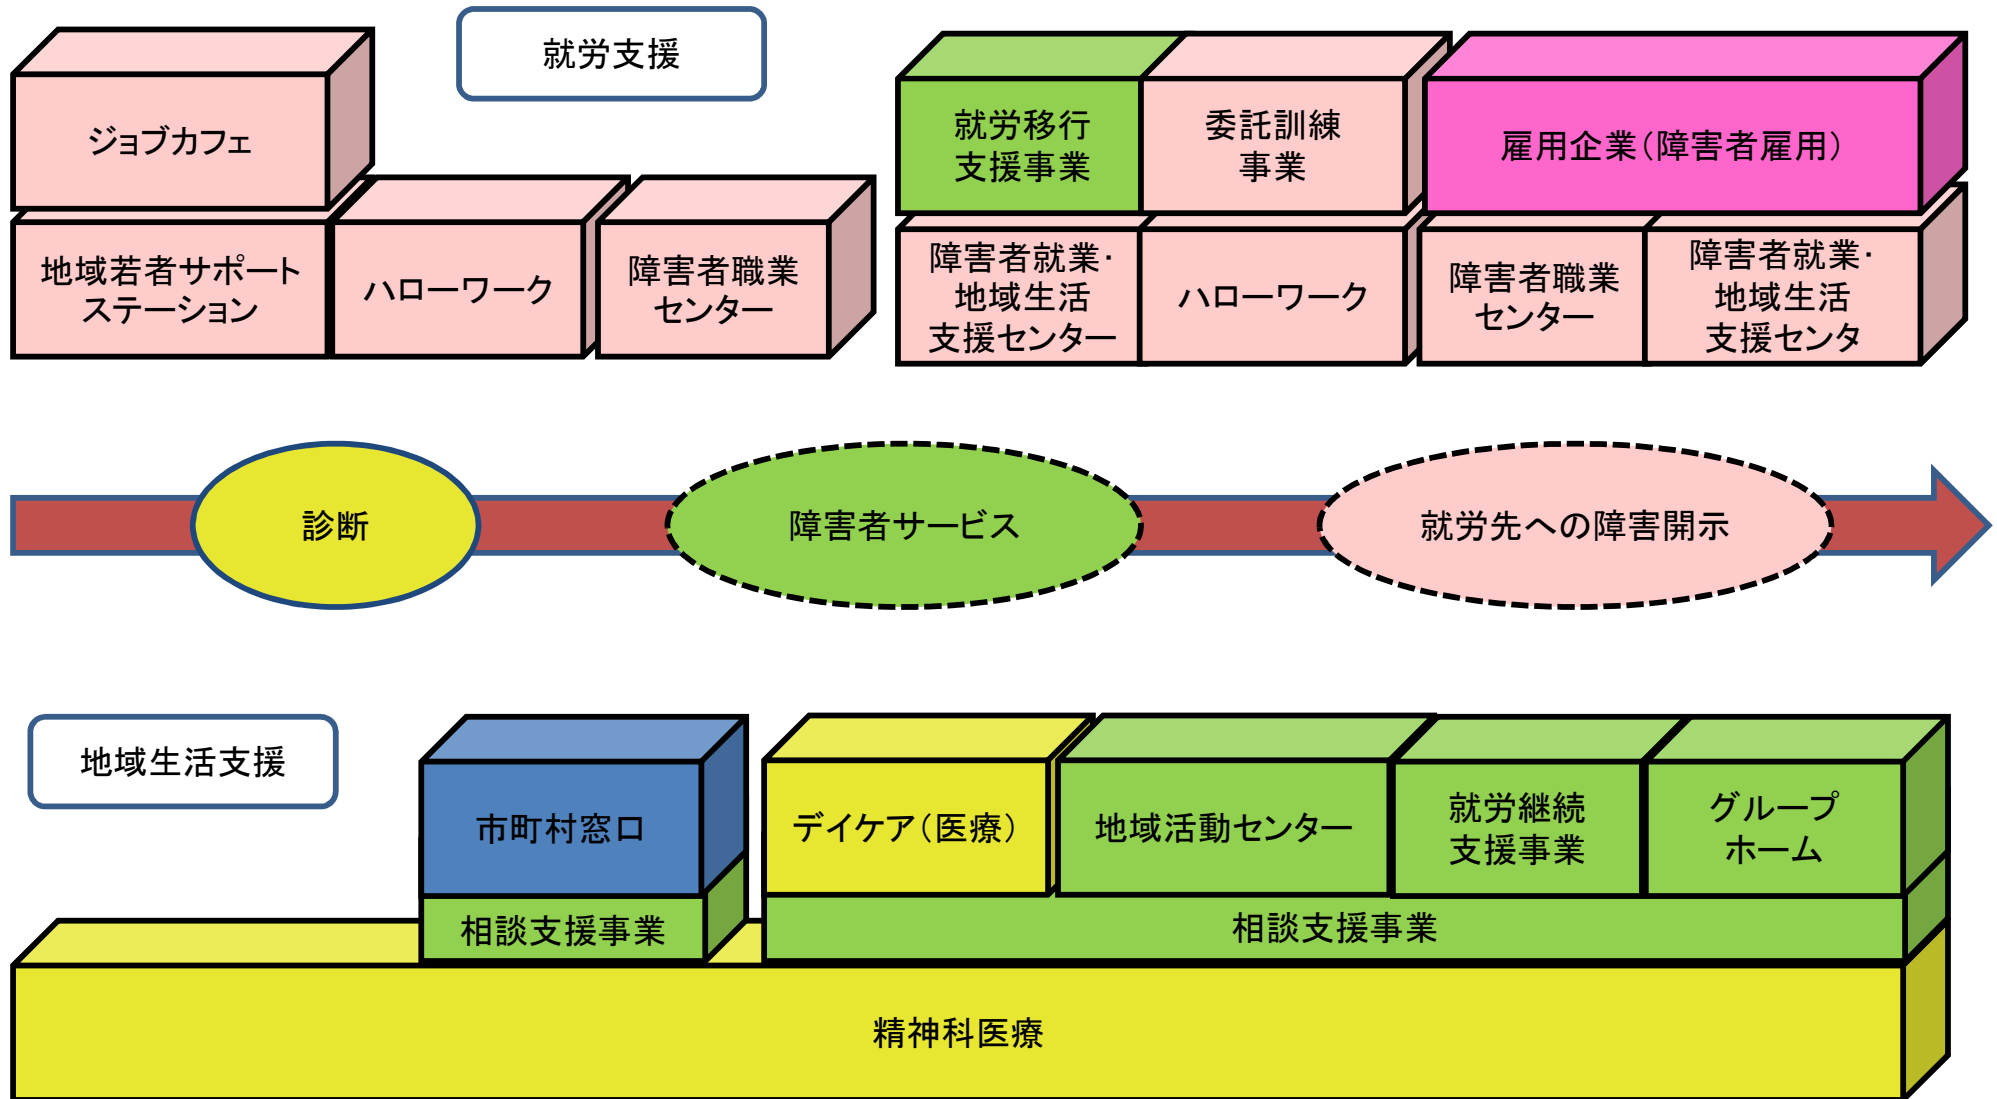 就労支援
ジョブカフェ
地域若者サポート
ステーション
ハローワーク
障害者職業
センター
就労移行
支援事業
委託訓練
事業
雇用企業（障害者雇用）
障害者就業・
地域生活
支援センター
ハローワーク
障害者職業
センター
障害者就業・
地域生活
支援センタ
診断
障害者サービス
就労先への障害開示
地域生活支援
市町村窓口
相談支援事業
デイケア（医療）
地域活動センター
就労継続
支援事業
グループ
ホーム
相談支援事業
精神科医療